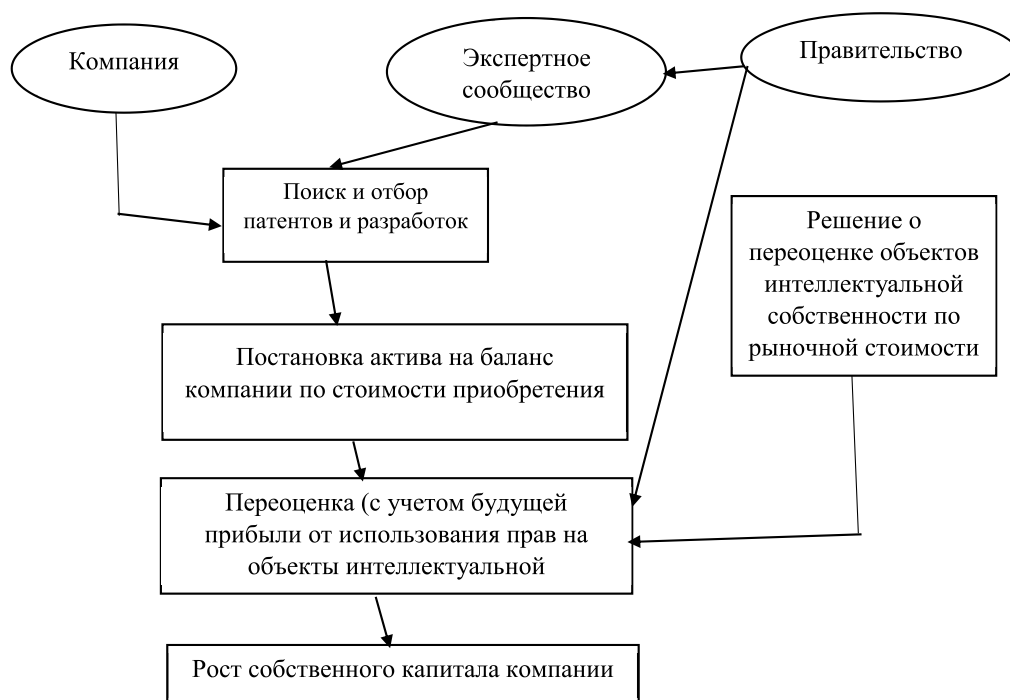 Компания
Экспертное
сообщество
Правительство
Поиск и отбор
патентов и разработок
Решение о
переоценке объектов
интеллектуальной
собственности по
рыночной стоимости
Постановка актива на баланс
компании по стоимости приобретения
Переоценка (с учетом будущей
прибыли от использования прав на
объекты интеллектуальной
Рост собственного капитала компании